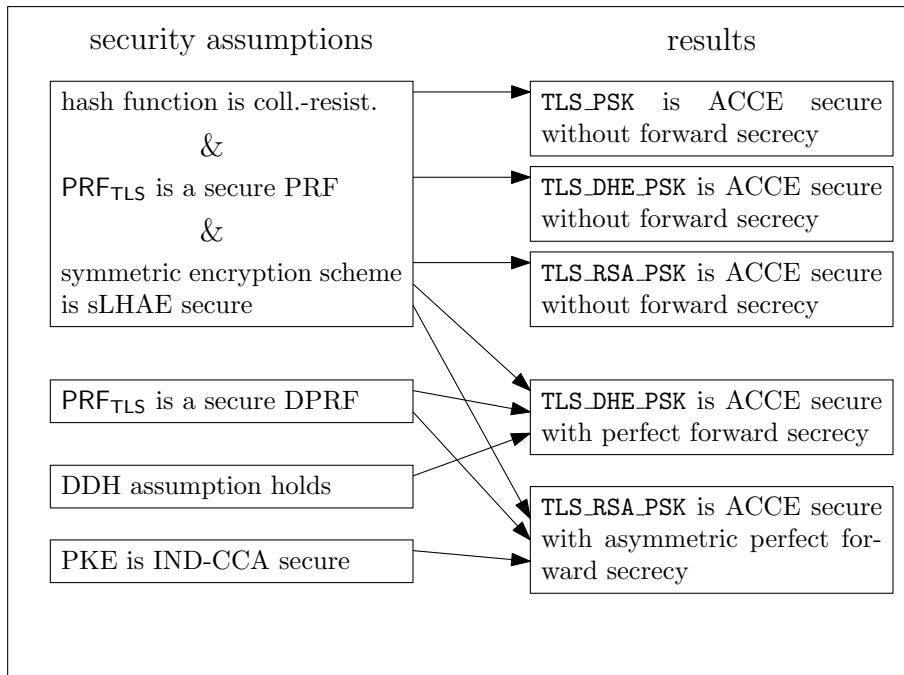 security assumptions
results
hash function is coll.-resist.
&
PRF_TLS is a secure PRF
&
symmetric encryption scheme
is sLHAE secure
PRF_TLS is a secure DPRF
DDH assumption holds
PKE is IND-CCA secure
TLS_PSK is ACCE secure
without forward secrecy
TLS_DHE_PSK is ACCE secure
without forward secrecy
TLS_RSA_PSK is ACCE secure
without forward secrecy
TLS_DHE_PSK is ACCE secure
with perfect forward secrecy
TLS_RSA_PSK is ACCE secure
with asymmetric perfect for-
ward secrecy